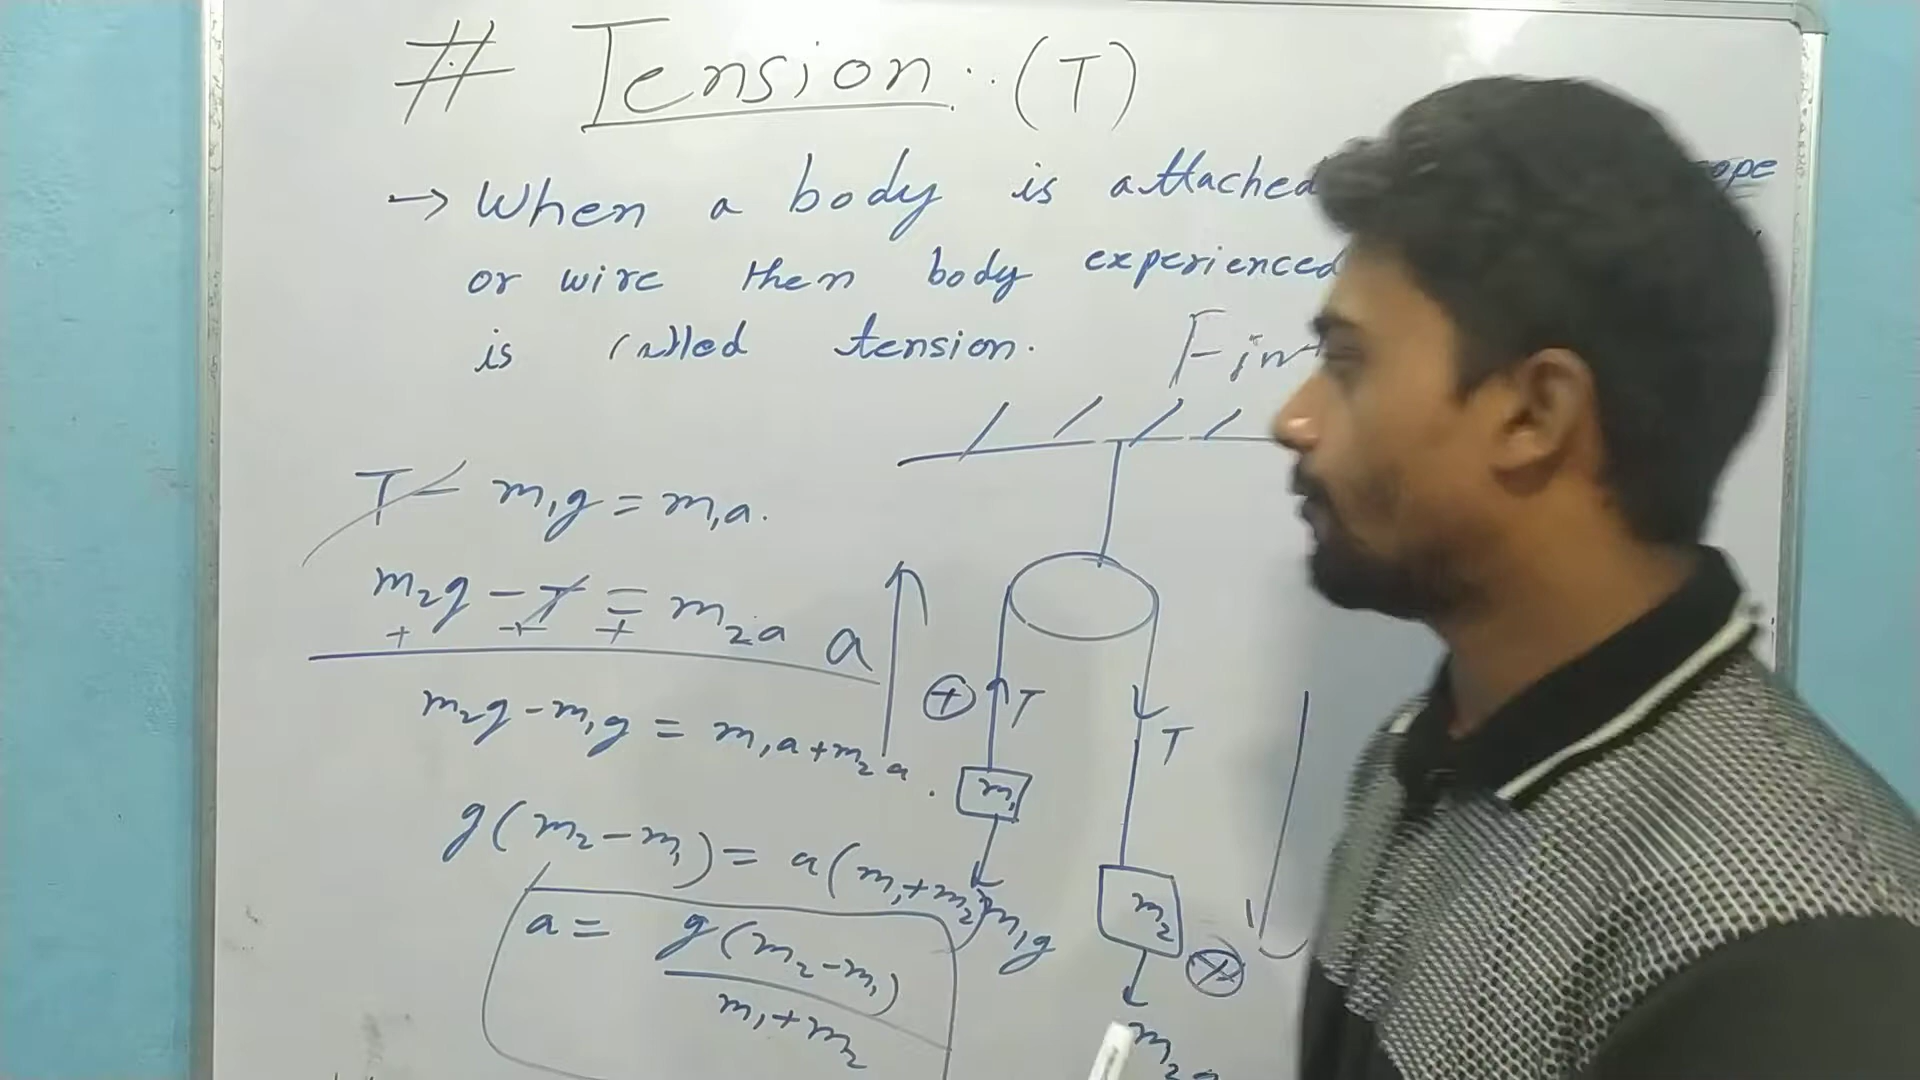 # Tension :- (T)
→ When a body is attached
or wire then body experienced
is called tension.
T - m₁g = m₁a.
m₂g - T = m₂a
+ + +
m₂g - m₁g = m₁a + m₂a.
g(m₂ - m₁) = a(m₁ + m₂)
a = g(m₂ - m₁)
m₁ + m₂
a
+ T
T
m₁
m₁g
m₂
m₂g